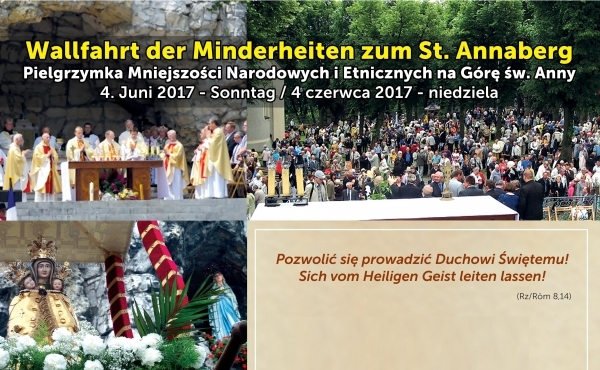 Wallfahrt der Minderheiten zum St. Annaberg
Pielgrzymka Mniejszości Narodowych i Etnicznych na Górę św. Anny
4. Juni 2017 - Sonntag / 4 czerwca 2017 - niedziela
Pozwolić się prowadzić Duchowi Świętemu!
Sich vom Heiligen Geist leiten lassen!
(Rz/Röm 8,14)